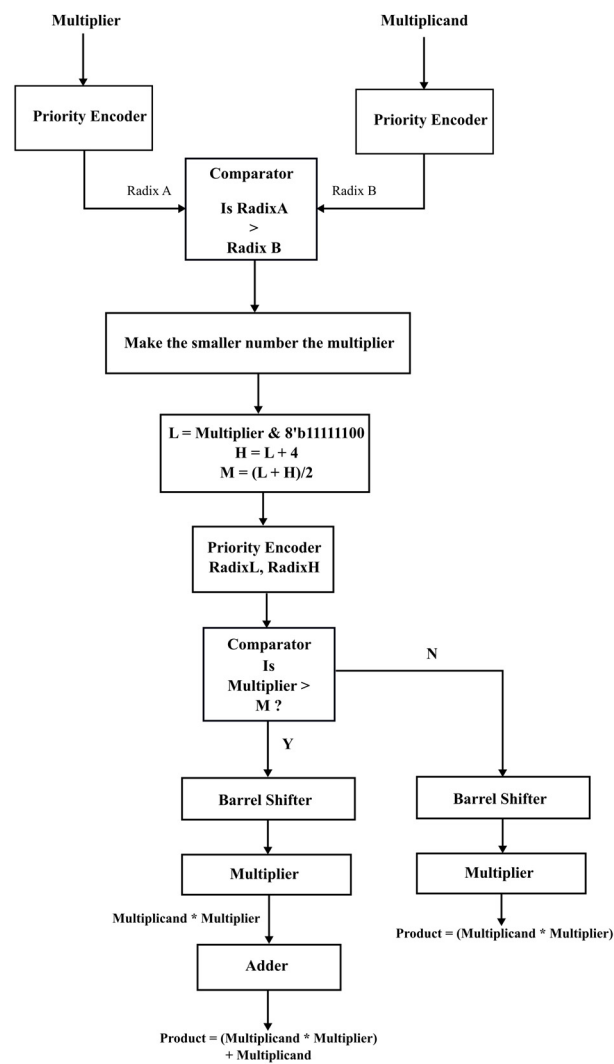 Multiplier
Multiplicand
Priority Encoder
Priority Encoder
Radix A
Radix B
Comparator
Is RadixA
>
Radix B
Make the smaller number the multiplier
L = Multiplier & 8'b11111100
H = L + 4
M = (L + H)/2
Priority Encoder
RadixL, RadixH
Comparator
Is
Multiplier >
M ?
N
Y
Barrel Shifter
Barrel Shifter
Multiplier
Multiplier
Multiplicand * Multiplier
Product = (Multiplicand * Multiplier)
Adder
Product = (Multiplicand * Multiplier)
+ Multiplicand